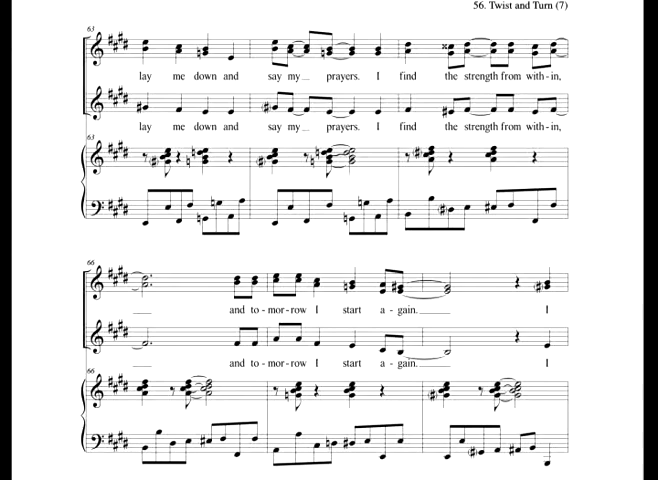 56. Twist and Turn (7)
63
lay me down and say my prayers. I find the strength from with-in,
lay me down and say my prayers. I find the strength from with-in,
63
66
and to-mor-row I start a-gain. I
and to-mor-row I start a-gain. I
66